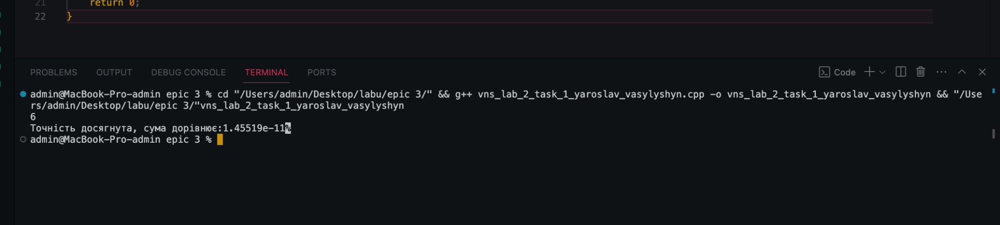 21 return 0;
22 }
PROBLEMS OUTPUT DEBUG CONSOLE TERMINAL PORTS Code
admin@MacBook-Pro-admin epic 3 % cd "/Users/admin/Desktop/labu/epic 3/" && g++ vns_lab_2_task_1_yaroslav_vasylyshyn.cpp -o vns_lab_2_task_1_yaroslav_vasylyshyn && "/Use
rs/admin/Desktop/labu/epic 3/"vns_lab_2_task_1_yaroslav_vasylyshyn
6
Точність досягнута, сума дорівнює:1.45519e-11%
admin@MacBook-Pro-admin epic 3 %